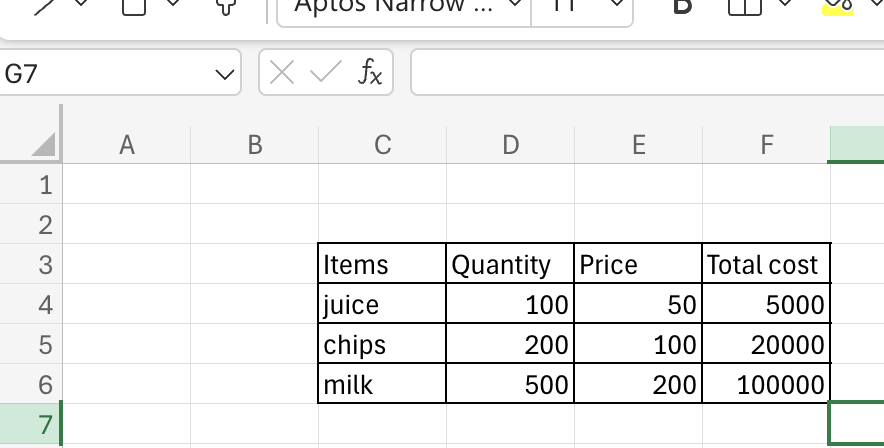 Aptos Narrow ... 11 B
G7 fx
A B C D E F
1
2
3 Items Quantity Price Total cost
4 juice 100 50 5000
5 chips 200 100 20000
6 milk 500 200 100000
7